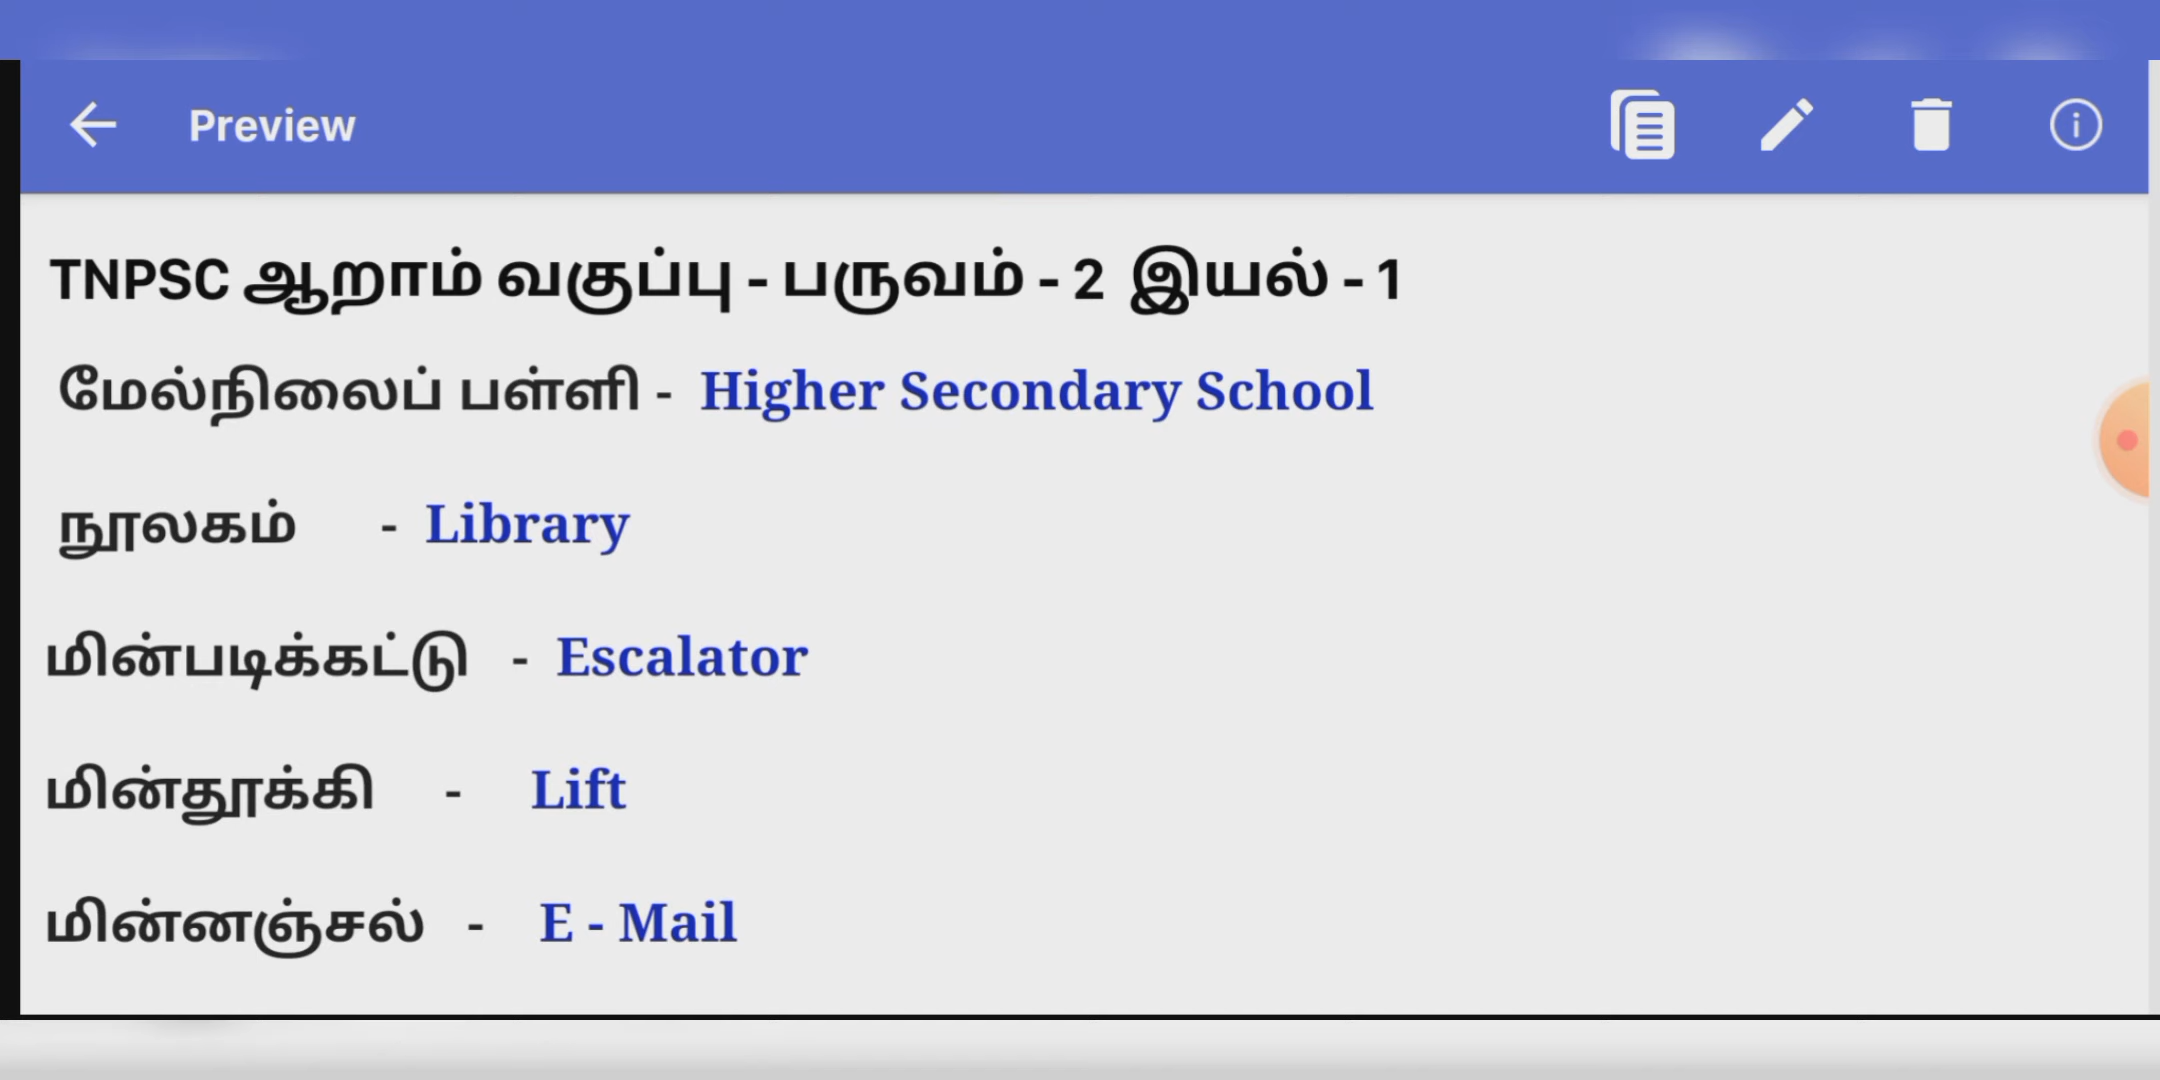 Preview
TNPSC ஆறாம் வகுப்பு - பருவம் - 2 இயல் - 1
மேல்நிலைப் பள்ளி - Higher Secondary School
நூலகம் - Library
மின்படிக்கட்டு - Escalator
மின்தூக்கி - Lift
மின்னஞ்சல் - E - Mail